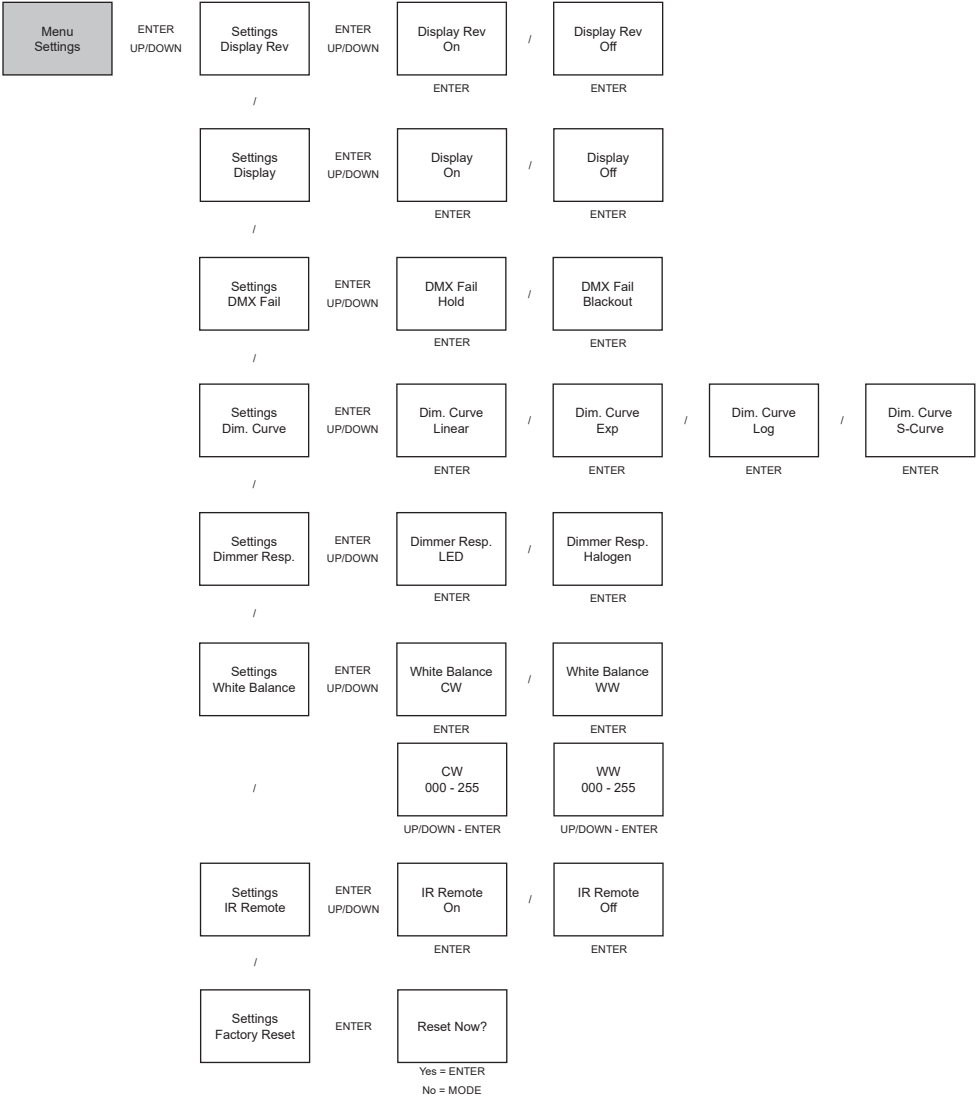 Menu
Settings
ENTER
UP/DOWN
Settings
Display Rev
ENTER
UP/DOWN
Display Rev
On
/
Display Rev
Off
ENTER
ENTER
/
Settings
Display
ENTER
UP/DOWN
Display
On
/
Display
Off
ENTER
ENTER
/
Settings
DMX Fail
ENTER
UP/DOWN
DMX Fail
Hold
/
DMX Fail
Blackout
ENTER
ENTER
/
Settings
Dim. Curve
ENTER
UP/DOWN
Dim. Curve
Linear
/
Dim. Curve
Exp
/
Dim. Curve
Log
/
Dim. Curve
S-Curve
ENTER
ENTER
ENTER
ENTER
/
Settings
Dimmer Resp.
ENTER
UP/DOWN
Dimmer Resp.
LED
/
Dimmer Resp.
Halogen
ENTER
ENTER
/
Settings
White Balance
ENTER
UP/DOWN
White Balance
CW
/
White Balance
WW
ENTER
ENTER
/
CW
000 - 255
WW
000 - 255
UP/DOWN - ENTER
UP/DOWN - ENTER
Settings
IR Remote
ENTER
UP/DOWN
IR Remote
On
/
IR Remote
Off
ENTER
ENTER
/
Settings
Factory Reset
ENTER
Reset Now?
Yes = ENTER
No = MODE